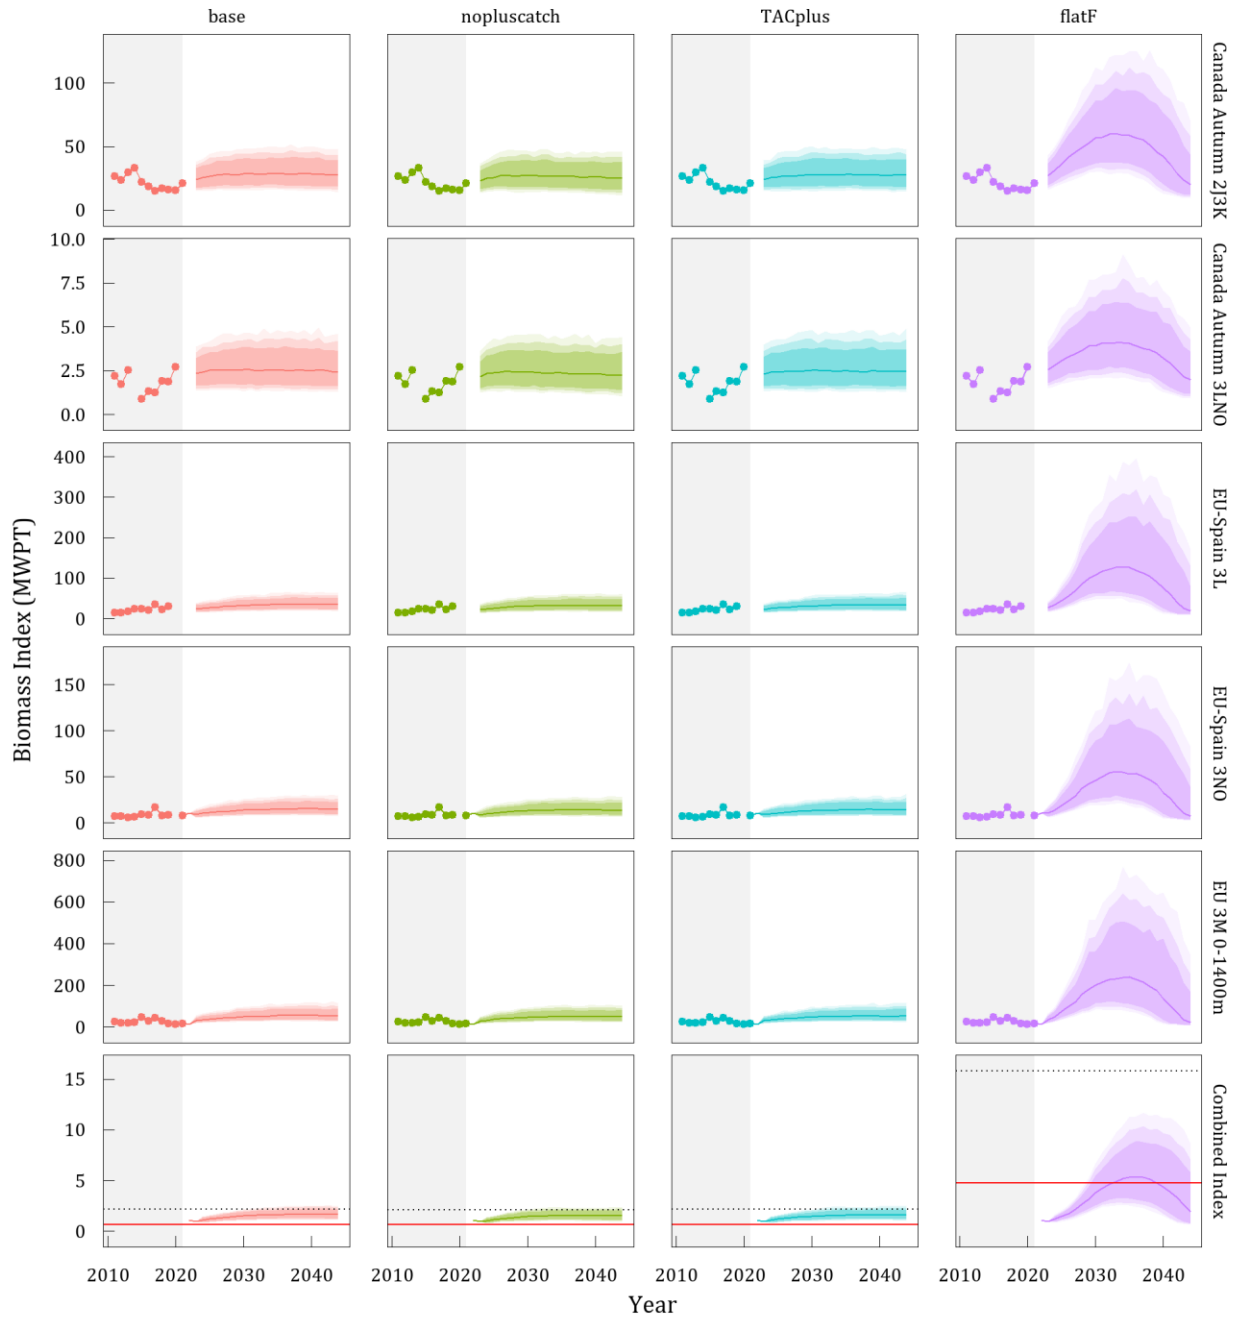 base nopluscatch TACplus flatF
100
50
0
Canada Autumn 2J3K
10.0
7.5
5.0
2.5
0.0
Canada Autumn 3LNO
400
300
200
100
0
EU-Spain 3L
Biomass Index (MWPT)
150
100
50
0
EU-Spain 3NO
800
600
400
200
0
EU 3M 0-1400m
15
10
5
0
Combined Index
2010 2020 2030 2040 2010 2020 2030 2040 2010 2020 2030 2040 2010 2020 2030 2040
Year